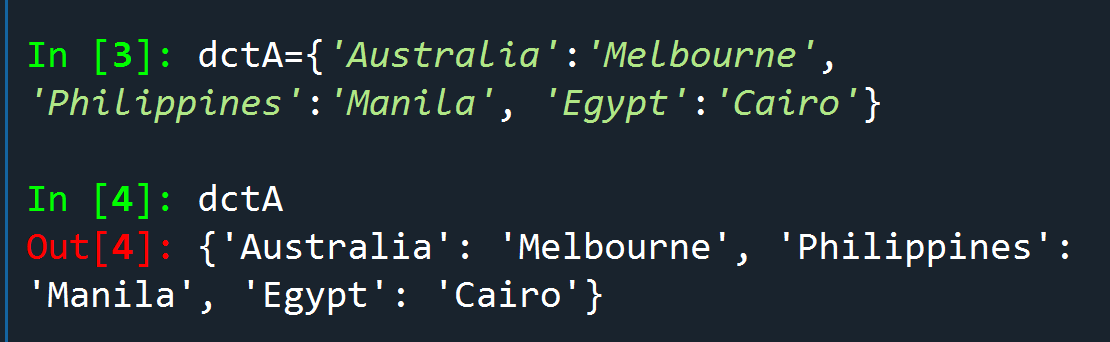 In [3]: dctA={'Australia':'Melbourne',
'Philippines':'Manila', 'Egypt':'Cairo'}
In [4]: dctA
Out[4]: {'Australia': 'Melbourne', 'Philippines':
'Manila', 'Egypt': 'Cairo'}